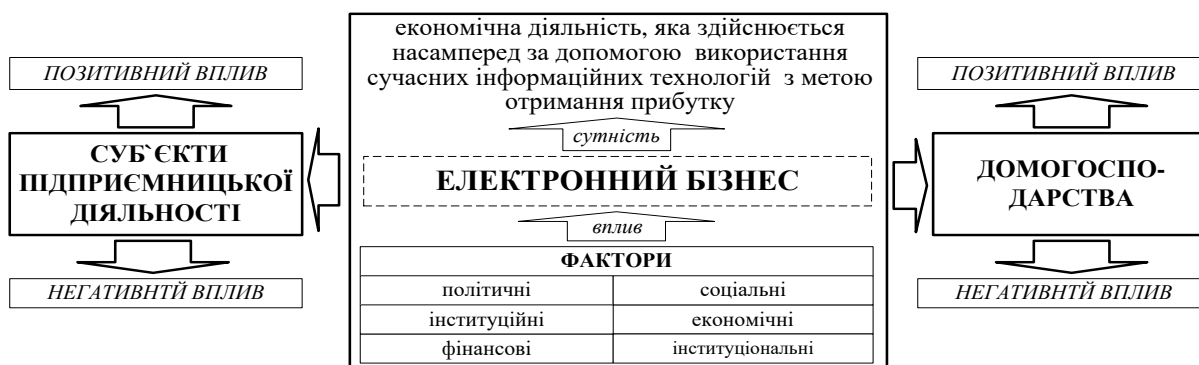 економічна діяльність, яка здійснюється
насамперед за допомогою використання
сучасних інформаційних технологій з метою
отримання прибутку
сутність
ЕЛЕКТРОННИЙ БІЗНЕС
вплив
ФАКТОРИ
політичні
соціальні
інституційні
економічні
фінансові
інституціональні
ПОЗИТИВНИЙ ВПЛИВ
СУБ`ЄКТИ
ПІДПРИЄМНИЦЬКОЇ
ДІЯЛЬНОСТІ
НЕГАТИВНТЙ ВПЛИВ
ПОЗИТИВНИЙ ВПЛИВ
ДОМОГОСПО-
ДАРСТВА
НЕГАТИВНТЙ ВПЛИВ